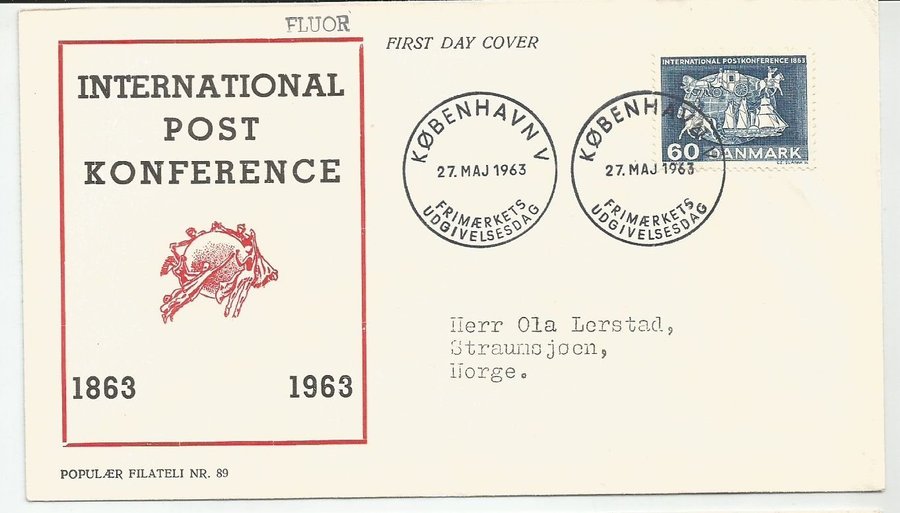 FLUOR
FIRST DAY COVER
INTERNATIONAL
POST
KONFERENCE
1863 1963
POPULÆR FILATELI NR. 89
KØBENHAVN V
27. MAJ 1963
FRIMÆRKETS
UDGIVELSESDAG
KØBENHAVN V
27. MAJ 1963
FRIMÆRKETS
UDGIVELSESDAG
INTERNATIONAL POSTKONFERENCE 1863
60 DANMARK
Herr Ola Lerstad,
Straumsjøen,
Norge.